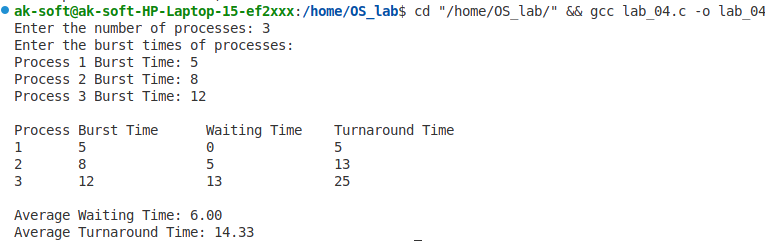 ak-soft@ak-soft-HP-Laptop-15-ef2xxx:/home/OS_lab$ cd "/home/OS_lab/" && gcc lab_04.c -o lab_04
Enter the number of processes: 3
Enter the burst times of processes:
Process 1 Burst Time: 5
Process 2 Burst Time: 8
Process 3 Burst Time: 12
Process Burst Time Waiting Time Turnaround Time
1 5 0 5
2 8 5 13
3 12 13 25
Average Waiting Time: 6.00
Average Turnaround Time: 14.33